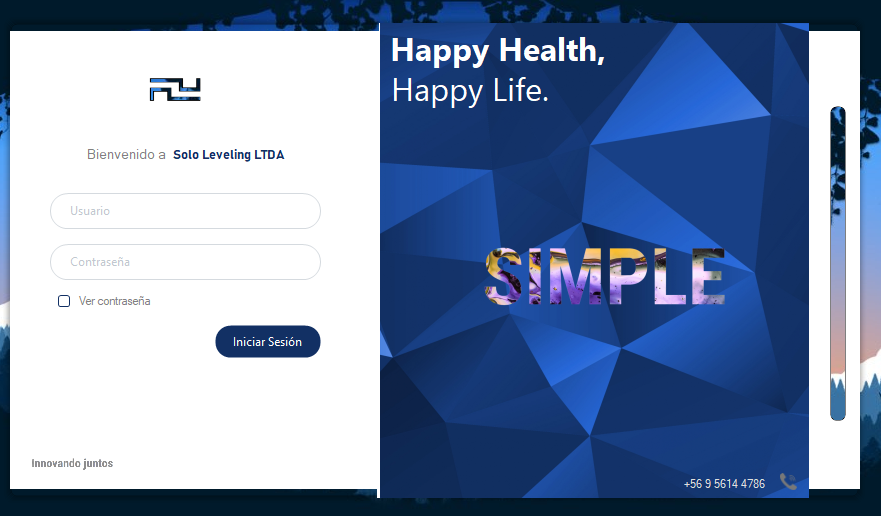 Bienvenido a Solo Leveling LTDA
Usuario
Contraseña
Ver contraseña
Iniciar Sesión
Innovando juntos
Happy Health,
Happy Life.
SIMPLE
+56 9 5614 4786